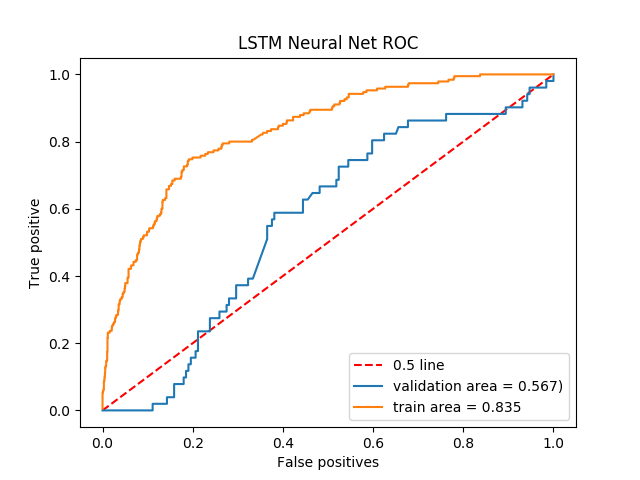 LSTM Neural Net ROC
1.0
0.8
0.6
0.4
0.2
0.0
True positive
0.5 line
validation area = 0.567)
train area = 0.835
0.0 0.2 0.4 0.6 0.8 1.0
False positives